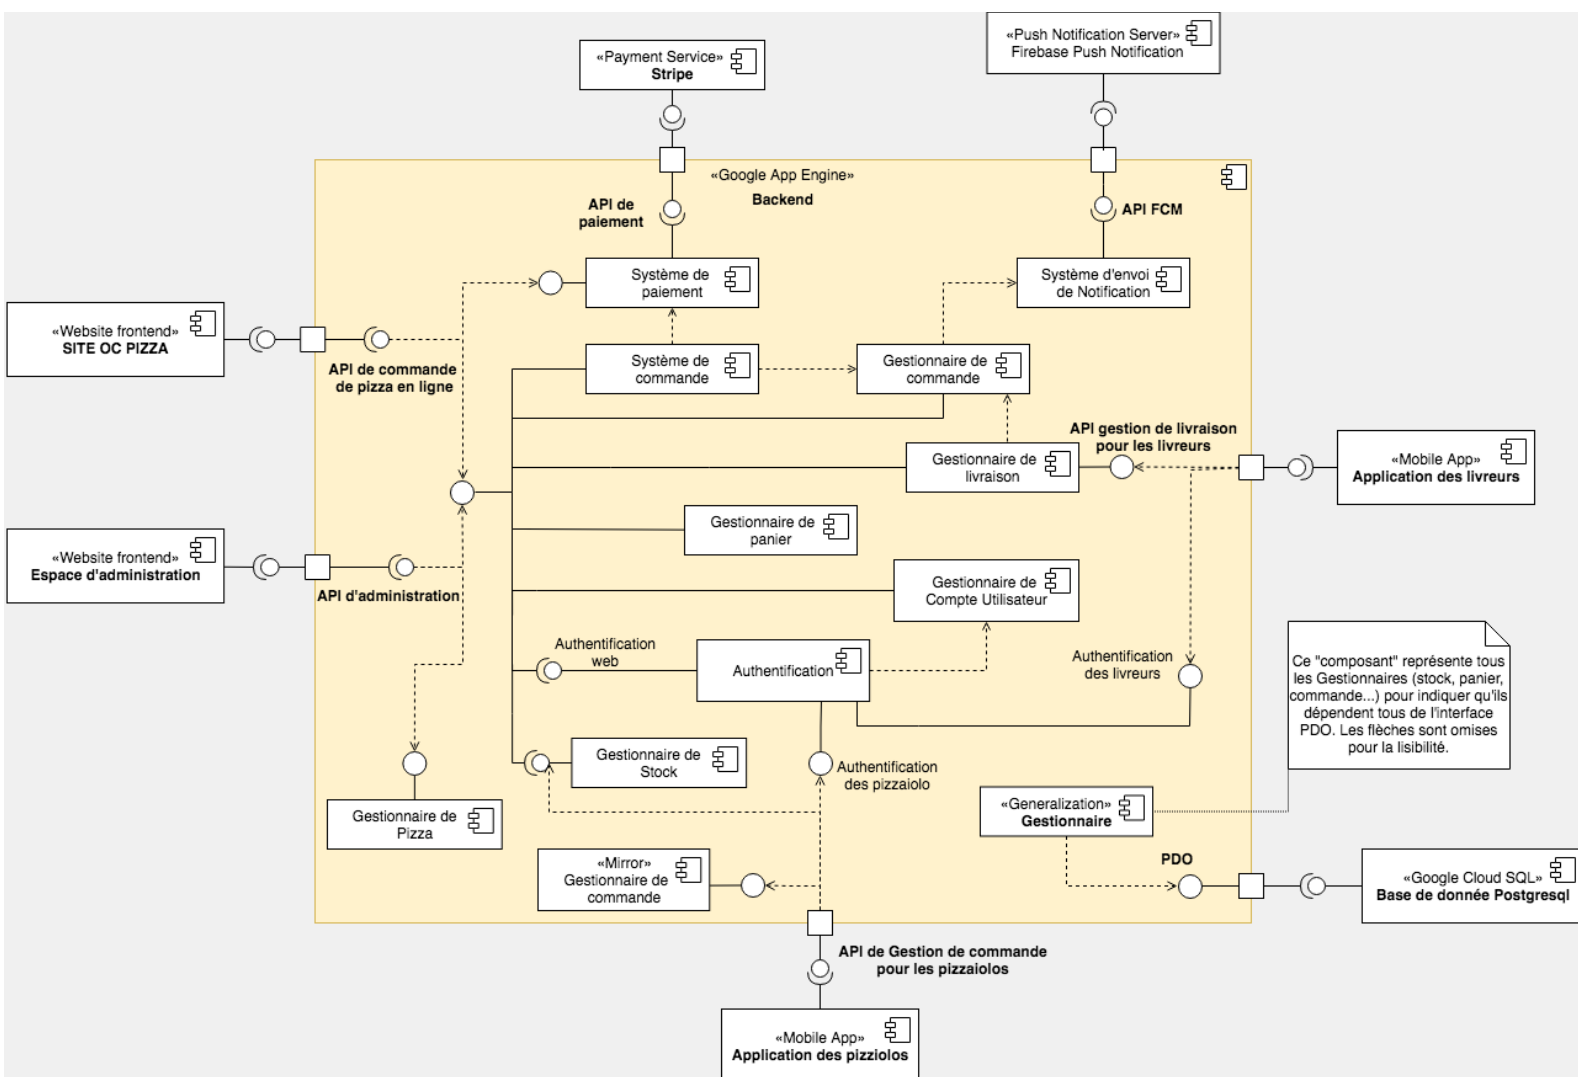 «Push Notification Server»
Firebase Push Notification
«Payment Service»
Stripe
«Google App Engine»
Backend
API de
paiement
API FCM
Système de
paiement
Système d'envoi
de Notification
«Website frontend»
SITE OC PIZZA
API de commande
de pizza en ligne
Système de
commande
Gestionnaire de
commande
API gestion de livraison
pour les livreurs
Gestionnaire de
livraison
«Mobile App»
Application des livreurs
Gestionnaire de
panier
«Website frontend»
Espace d'administration
API d'administration
Gestionnaire de
Compte Utilisateur
Authentification
web
Authentification
Authentification
des livreurs
Ce "composant" représente tous
les Gestionnaires (stock, panier,
commande...) pour indiquer qu'ils
dépendent tous de l'interface
PDO. Les flèches sont omises
pour la lisibilité.
Gestionnaire de
Stock
Authentification
des pizzaiolo
Gestionnaire de
Pizza
«Generalization»
Gestionnaire
«Mirror»
Gestionnaire de
commande
PDO
«Google Cloud SQL»
Base de donnée Postgresql
API de Gestion de commande
pour les pizzaiolos
«Mobile App»
Application des pizziolos